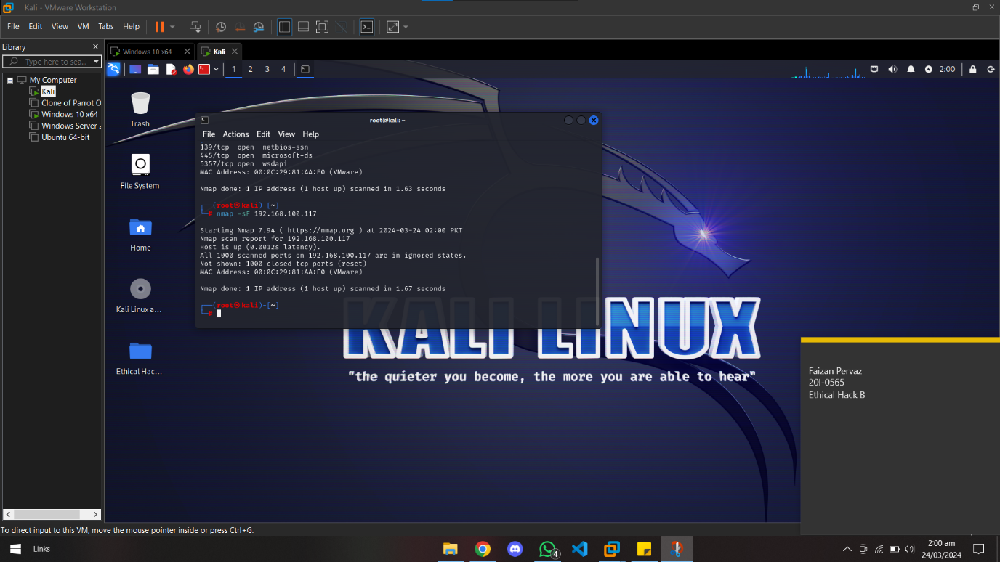 Kali - VMware Workstation
File Edit View VM Tabs Help
Library
Type here to sea...
My Computer
Kali
Clone of Parrot O
Windows 10 x64
Windows Server 2
Ubuntu 64-bit
Windows 10 x64
Kali
1 2 3 4
2:00
Trash
File System
Home
Kali Linux a...
Ethical Hac...
root@kali: ~
File Actions Edit View Help
139/tcp open netbios-ssn
445/tcp open microsoft-ds
5357/tcp open wsdapi
MAC Address: 00:0C:29:81:AA:E0 (VMware)
Nmap done: 1 IP address (1 host up) scanned in 1.63 seconds
┌──(root㉿kali)-[~]
└─# nmap -sF 192.168.100.117
Starting Nmap 7.94 ( https://nmap.org ) at 2024-03-24 02:00 PKT
Nmap scan report for 192.168.100.117
Host is up (0.0012s latency).
All 1000 scanned ports on 192.168.100.117 are in ignored states.
Not shown: 1000 closed tcp ports (reset)
MAC Address: 00:0C:29:81:AA:E0 (VMware)
Nmap done: 1 IP address (1 host up) scanned in 1.67 seconds
┌──(root㉿kali)-[~]
└─#
KALI LINUX
"the quieter you become, the more you are able to hear"
Faizan Pervaz
20I-0565
Ethical Hack B
To direct input to this VM, move the mouse pointer inside or press Ctrl+G.
Links
4
2:00 am
24/03/2024